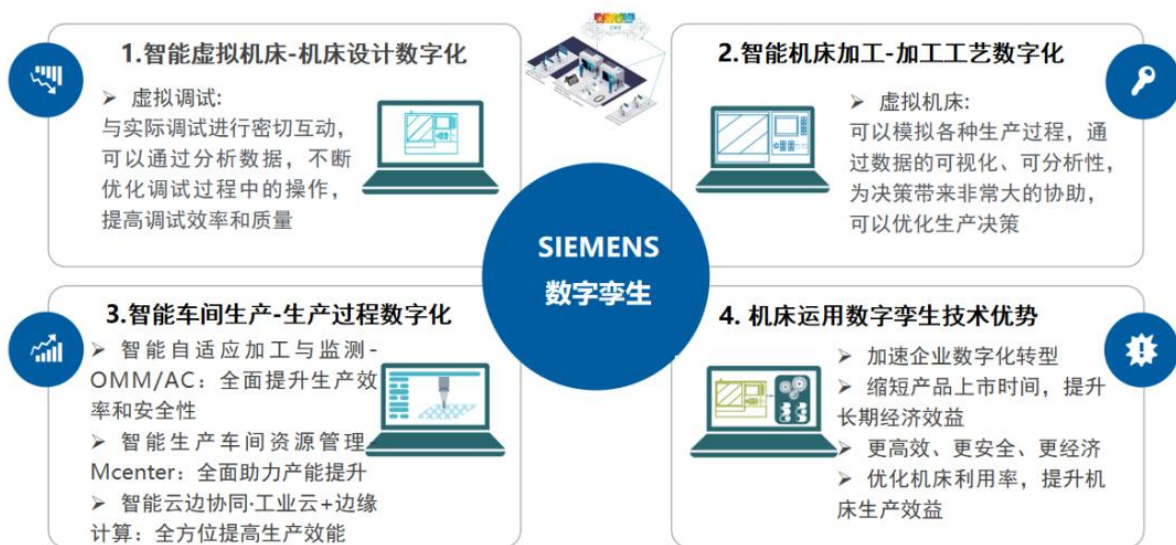 1.智能虚拟机床-机床设计数字化
➢ 虚拟调试:
与实际调试进行密切互动，
可以通过分析数据，不断
优化调试过程中的操作，
提高调试效率和质量
2.智能机床加工-加工工艺数字化
➢ 虚拟机床:
可以模拟各种生产过程，通
过数据的可视化、可分析性，
为决策带来非常大的协助，
可以优化生产决策
SIEMENS
数字孪生
3.智能车间生产-生产过程数字化
➢ 智能自适应加工与监测-
OMM/AC：全面提升生产效
率和安全性
➢ 智能生产车间资源管理-
Mcenter：全面助力产能提升
➢ 智能云边协同·工业云+边缘
计算：全方位提高生产效能
4. 机床运用数字孪生技术优势
➢ 加速企业数字化转型
➢ 缩短产品上市时间，提升
长期经济效益
➢ 更高效、更安全、更经济
➢ 优化机床利用率，提升机
床生产效益